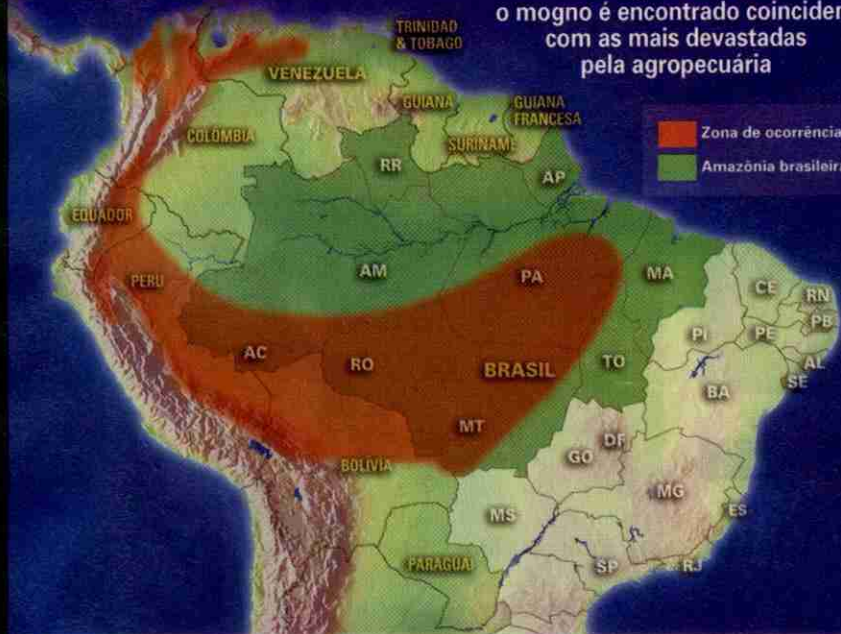 o mogno é encontrado
com as mais devastadas
pela agropecuária
Zona de ocorrência
Amazônia brasileira
TRINIDAD
& TOBAGO
VENEZUELA
GUIANA
GUIANA
FRANCESA
SURINAME
COLÔMBIA
RR
AP
EQUADOR
AM
PA
MA
CE
RN
PERU
PB
PI
PE
AC
RO
BRASIL
TO
AL
SE
BA
MT
DF
GO
BOLÍVIA
MG
MS
ES
PARAGUAI
SP
RJ